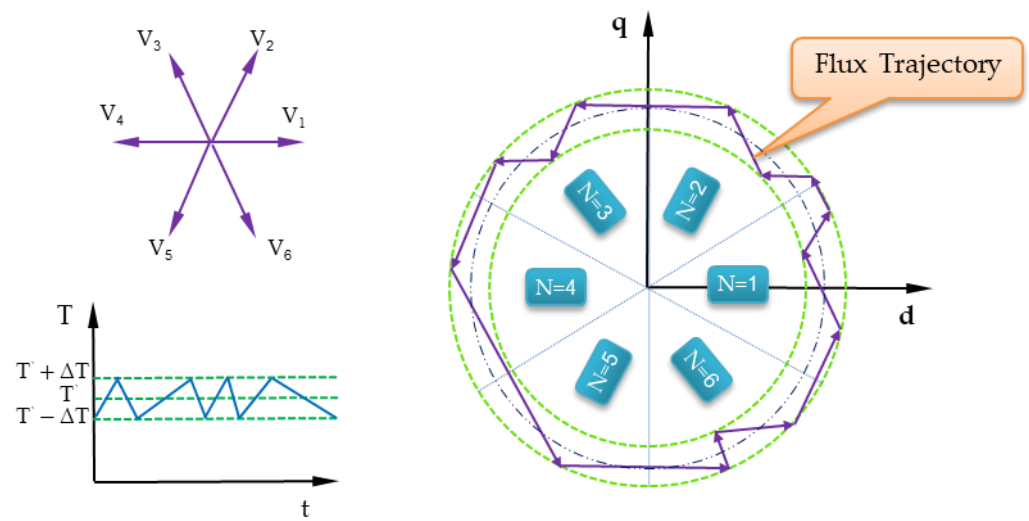 V3
V2
V4
V1
V5
V6
T
T` + ΔT
T`
T` − ΔT
t
q
Flux Trajectory
N=3
N=2
N=4
N=1
N=5
N=6
d